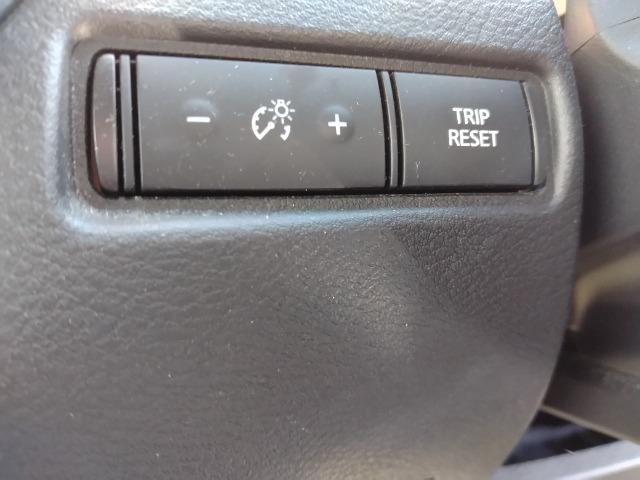 - +
TRIP
RESET